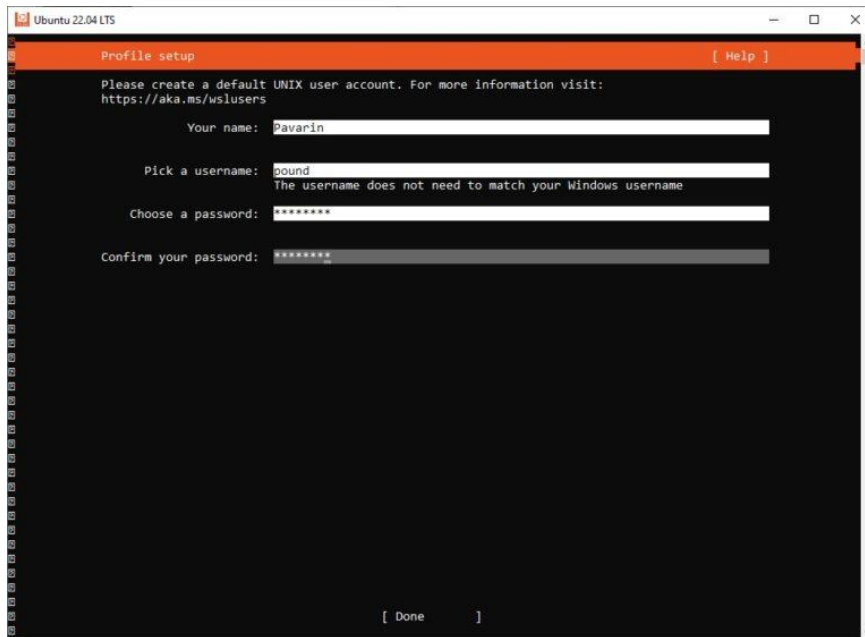 Ubuntu 22.04 LTS
Profile setup [ Help ]
Please create a default UNIX user account. For more information visit:
https://aka.ms/wslusers
Your name: Pavarin
Pick a username: pound
The username does not need to match your Windows username
Choose a password: ********
Confirm your password: ********
[ Done ]